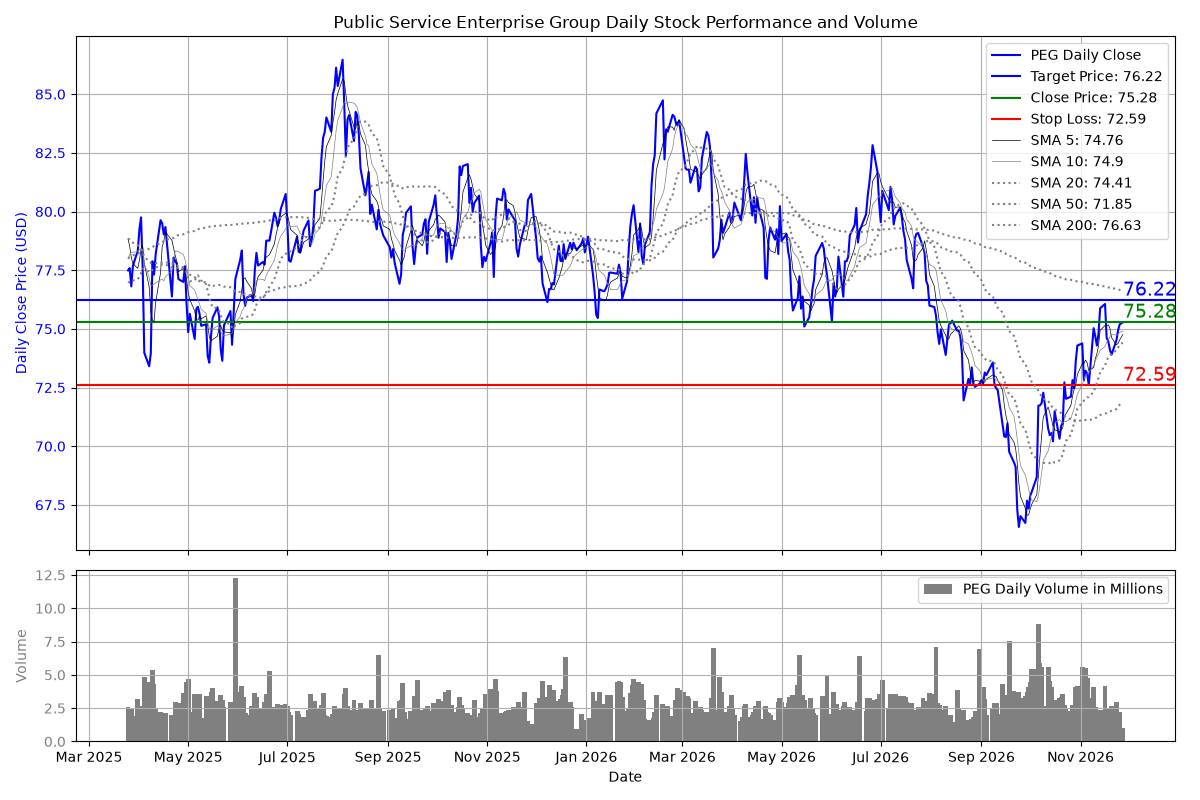 Public Service Enterprise Group Daily Stock Performance and Volume
Daily Close Price (USD)
85.0
82.5
80.0
77.5
75.0
72.5
70.0
67.5
PEG Daily Close
Target Price: 76.22
Close Price: 75.28
Stop Loss: 72.59
SMA 5: 74.76
SMA 10: 74.9
SMA 20: 74.41
SMA 50: 71.85
SMA 200: 76.63
76.22
75.28
72.59
Volume
12.5
10.0
7.5
5.0
2.5
0.0
PEG Daily Volume in Millions
Mar 2025 May 2025 Jul 2025 Sep 2025 Nov 2025 Jan 2026 Mar 2026 May 2026 Jul 2026 Sep 2026 Nov 2026
Date